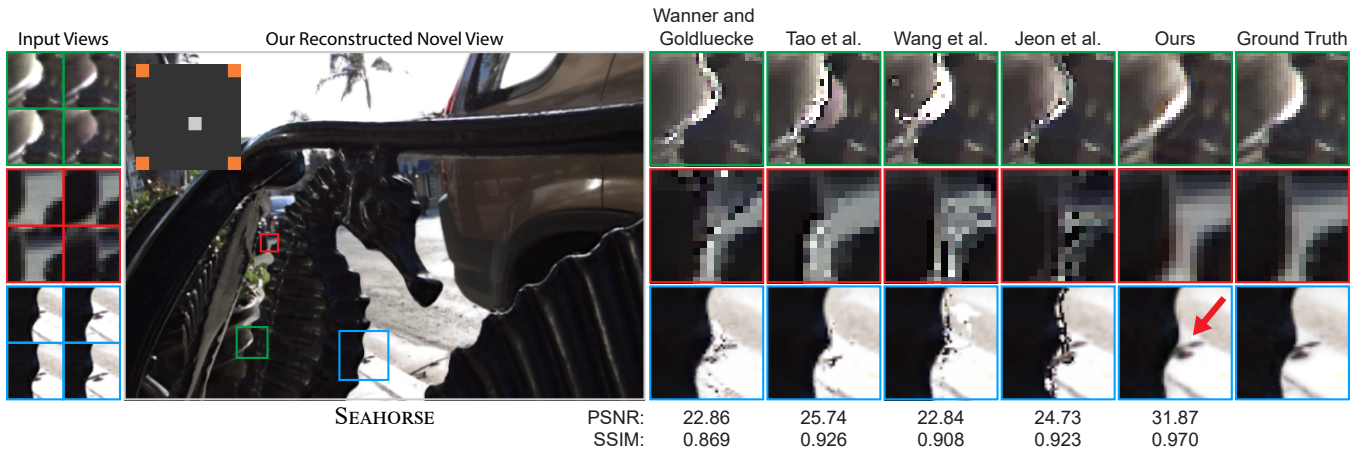 Input Views
Our Reconstructed Novel View
Wanner and
Goldluecke
Tao et al.
Wang et al.
Jeon et al.
Ours
Ground Truth
SEAHORSE
PSNR: 22.86 25.74 22.84 24.73 31.87
SSIM: 0.869 0.926 0.908 0.923 0.970